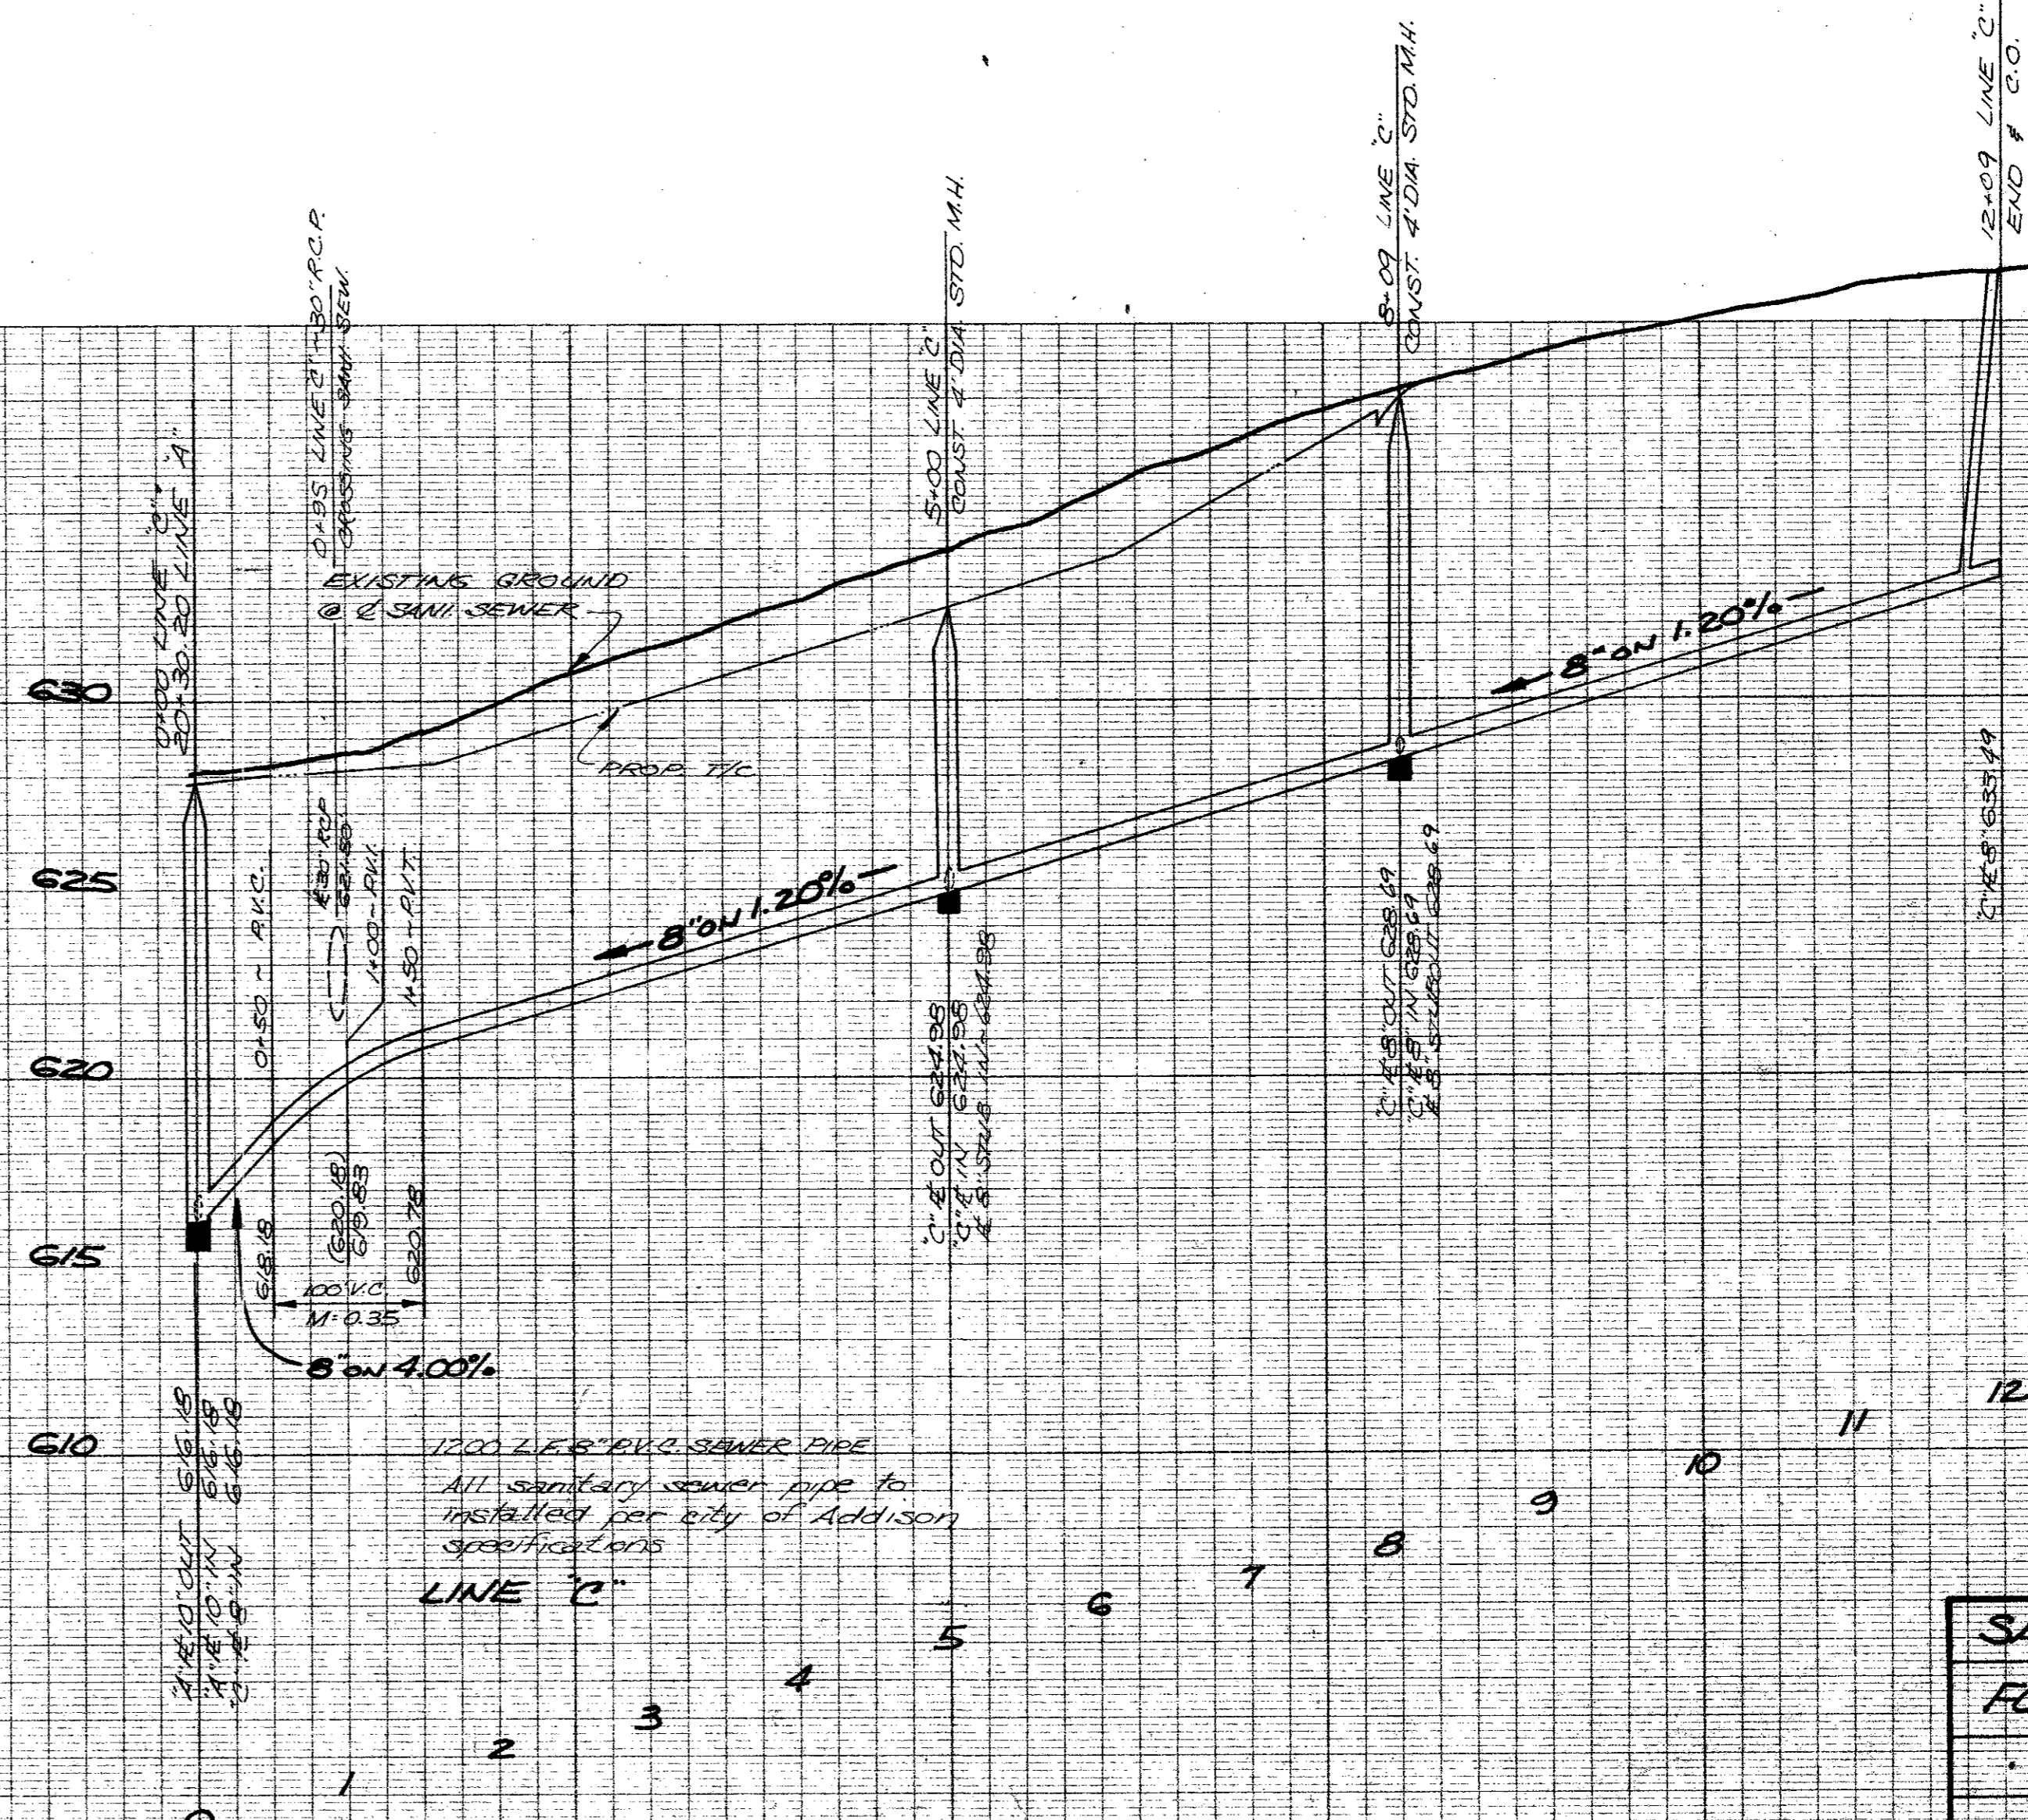 12+09 LINE "C"
END & C.O.
8+09 LINE "C"
CONST. 4' DIA. STD. M.H.
5+00 LINE "C"
CONST. 4' DIA. STD. M.H.
0+95 LINE "C"~30" R.C.P.
CROSSING SANI. SEW.
0+00 LINE "C"=
20+30.20 LINE "A"
EXISTING GROUND
@ ℄ SANI. SEWER
PROP. T/C
630
625
620
615
610
8" ON 1.20%
8" ON 1.20%
0+50 ~ P.V.C.
℄ 30" RCP
621.80
1+00~P.V.I.
1+50~P.V.T.
618.18
(620.18)
619.83
620.78
100' V.C.
M=0.35
8" ON 4.00%
"C" ℄ OUT 624.98
"C" ℄ IN 624.98
℄ 8" STUB IN~624.98
"C" ℄ 8" OUT 628.69
"C" ℄ 8" IN 628.69
℄ 8" STUBOUT 628.69
"C" ℄ 8" 633.49
"A" ℄ 10" OUT 616.18
"A" ℄ 10" IN 616.18
"C" ℄ 8" IN 616.18
1200 L.F. 8" P.V.C. SEWER PIPE
All sanitary sewer pipe to
installed per city of Addison
specifications
LINE "C"
1
2
3
4
5
6
7
8
9
10
11
12